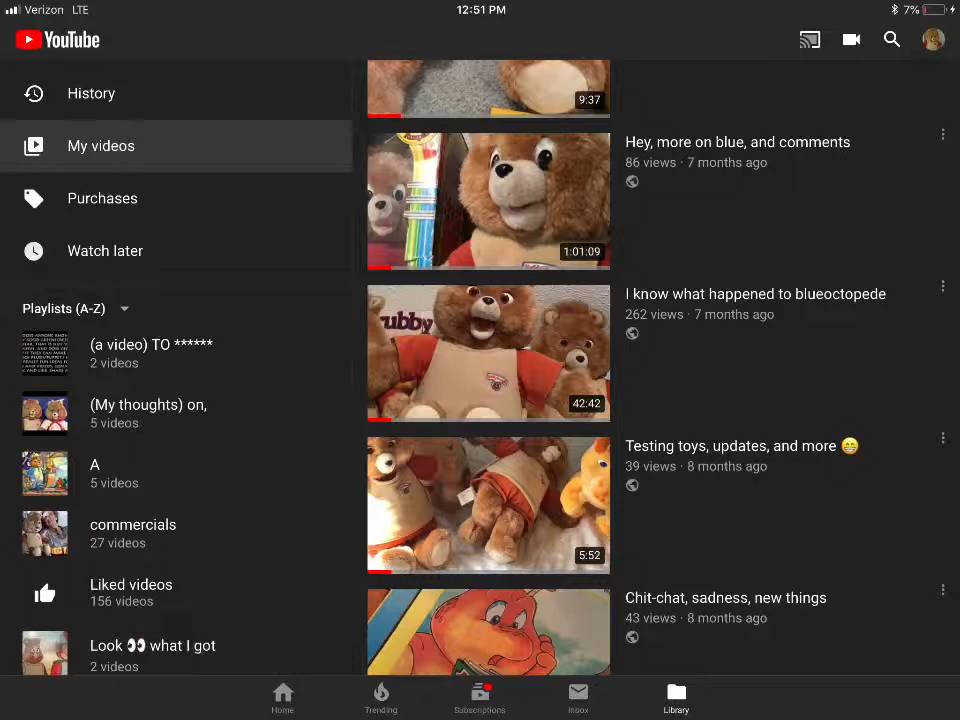 Verizon LTE 12:51 PM 7%
YouTube
History
My videos
Purchases
Watch later
Playlists (A-Z)
(a video) TO ******
2 videos
(My thoughts) on,
5 videos
A
5 videos
commercials
27 videos
Liked videos
156 videos
Look 👀 what I got
2 videos
9:37
Hey, more on blue, and comments
86 views · 7 months ago
1:01:09
I know what happened to blueoctopede
262 views · 7 months ago
ubby
42:42
Testing toys, updates, and more 😁
39 views · 8 months ago
5:52
Chit-chat, sadness, new things
43 views · 8 months ago
Home
Trending
Subscriptions
Inbox
Library